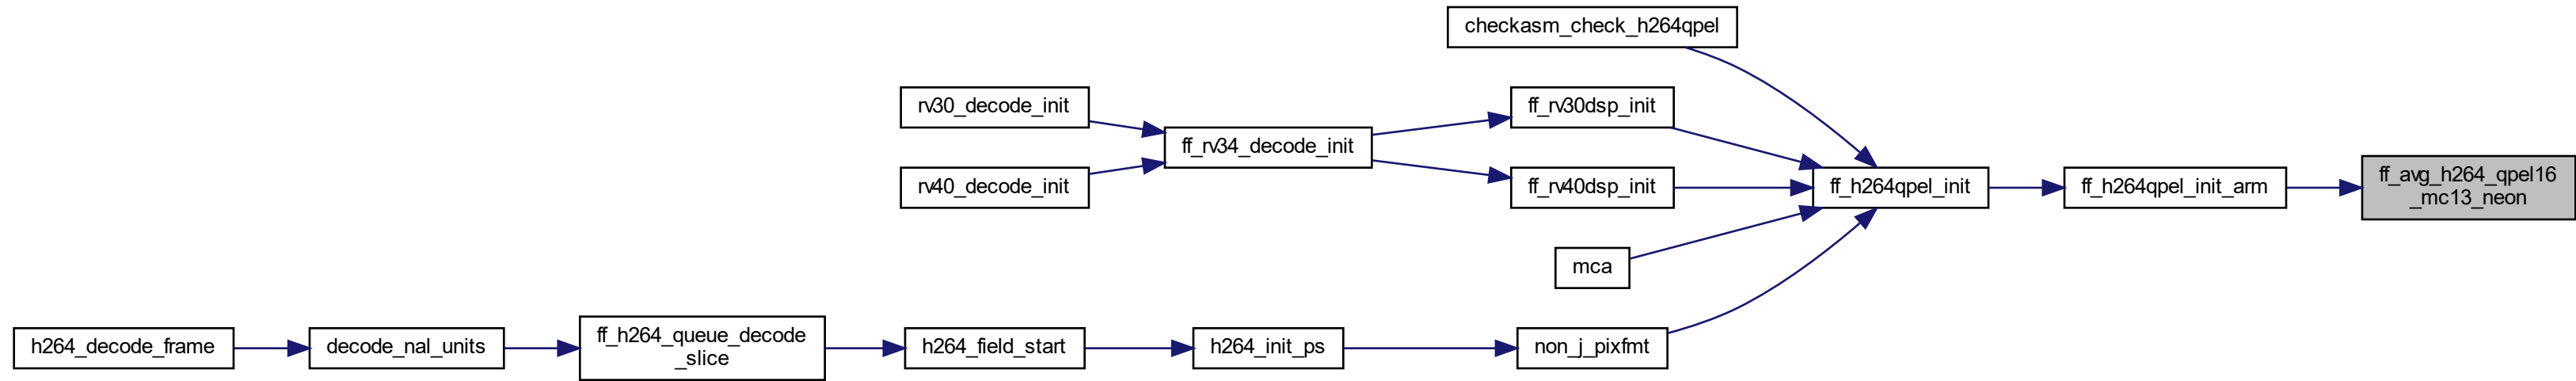 checkasm_check_h264qpel
rv30_decode_init
ff_rv30dsp_init
ff_rv34_decode_init
rv40_decode_init
ff_rv40dsp_init
ff_h264qpel_init
ff_h264qpel_init_arm
ff_avg_h264_qpel16
_mc13_neon
mca
h264_decode_frame
decode_nal_units
ff_h264_queue_decode
_slice
h264_field_start
h264_init_ps
non_j_pixfmt